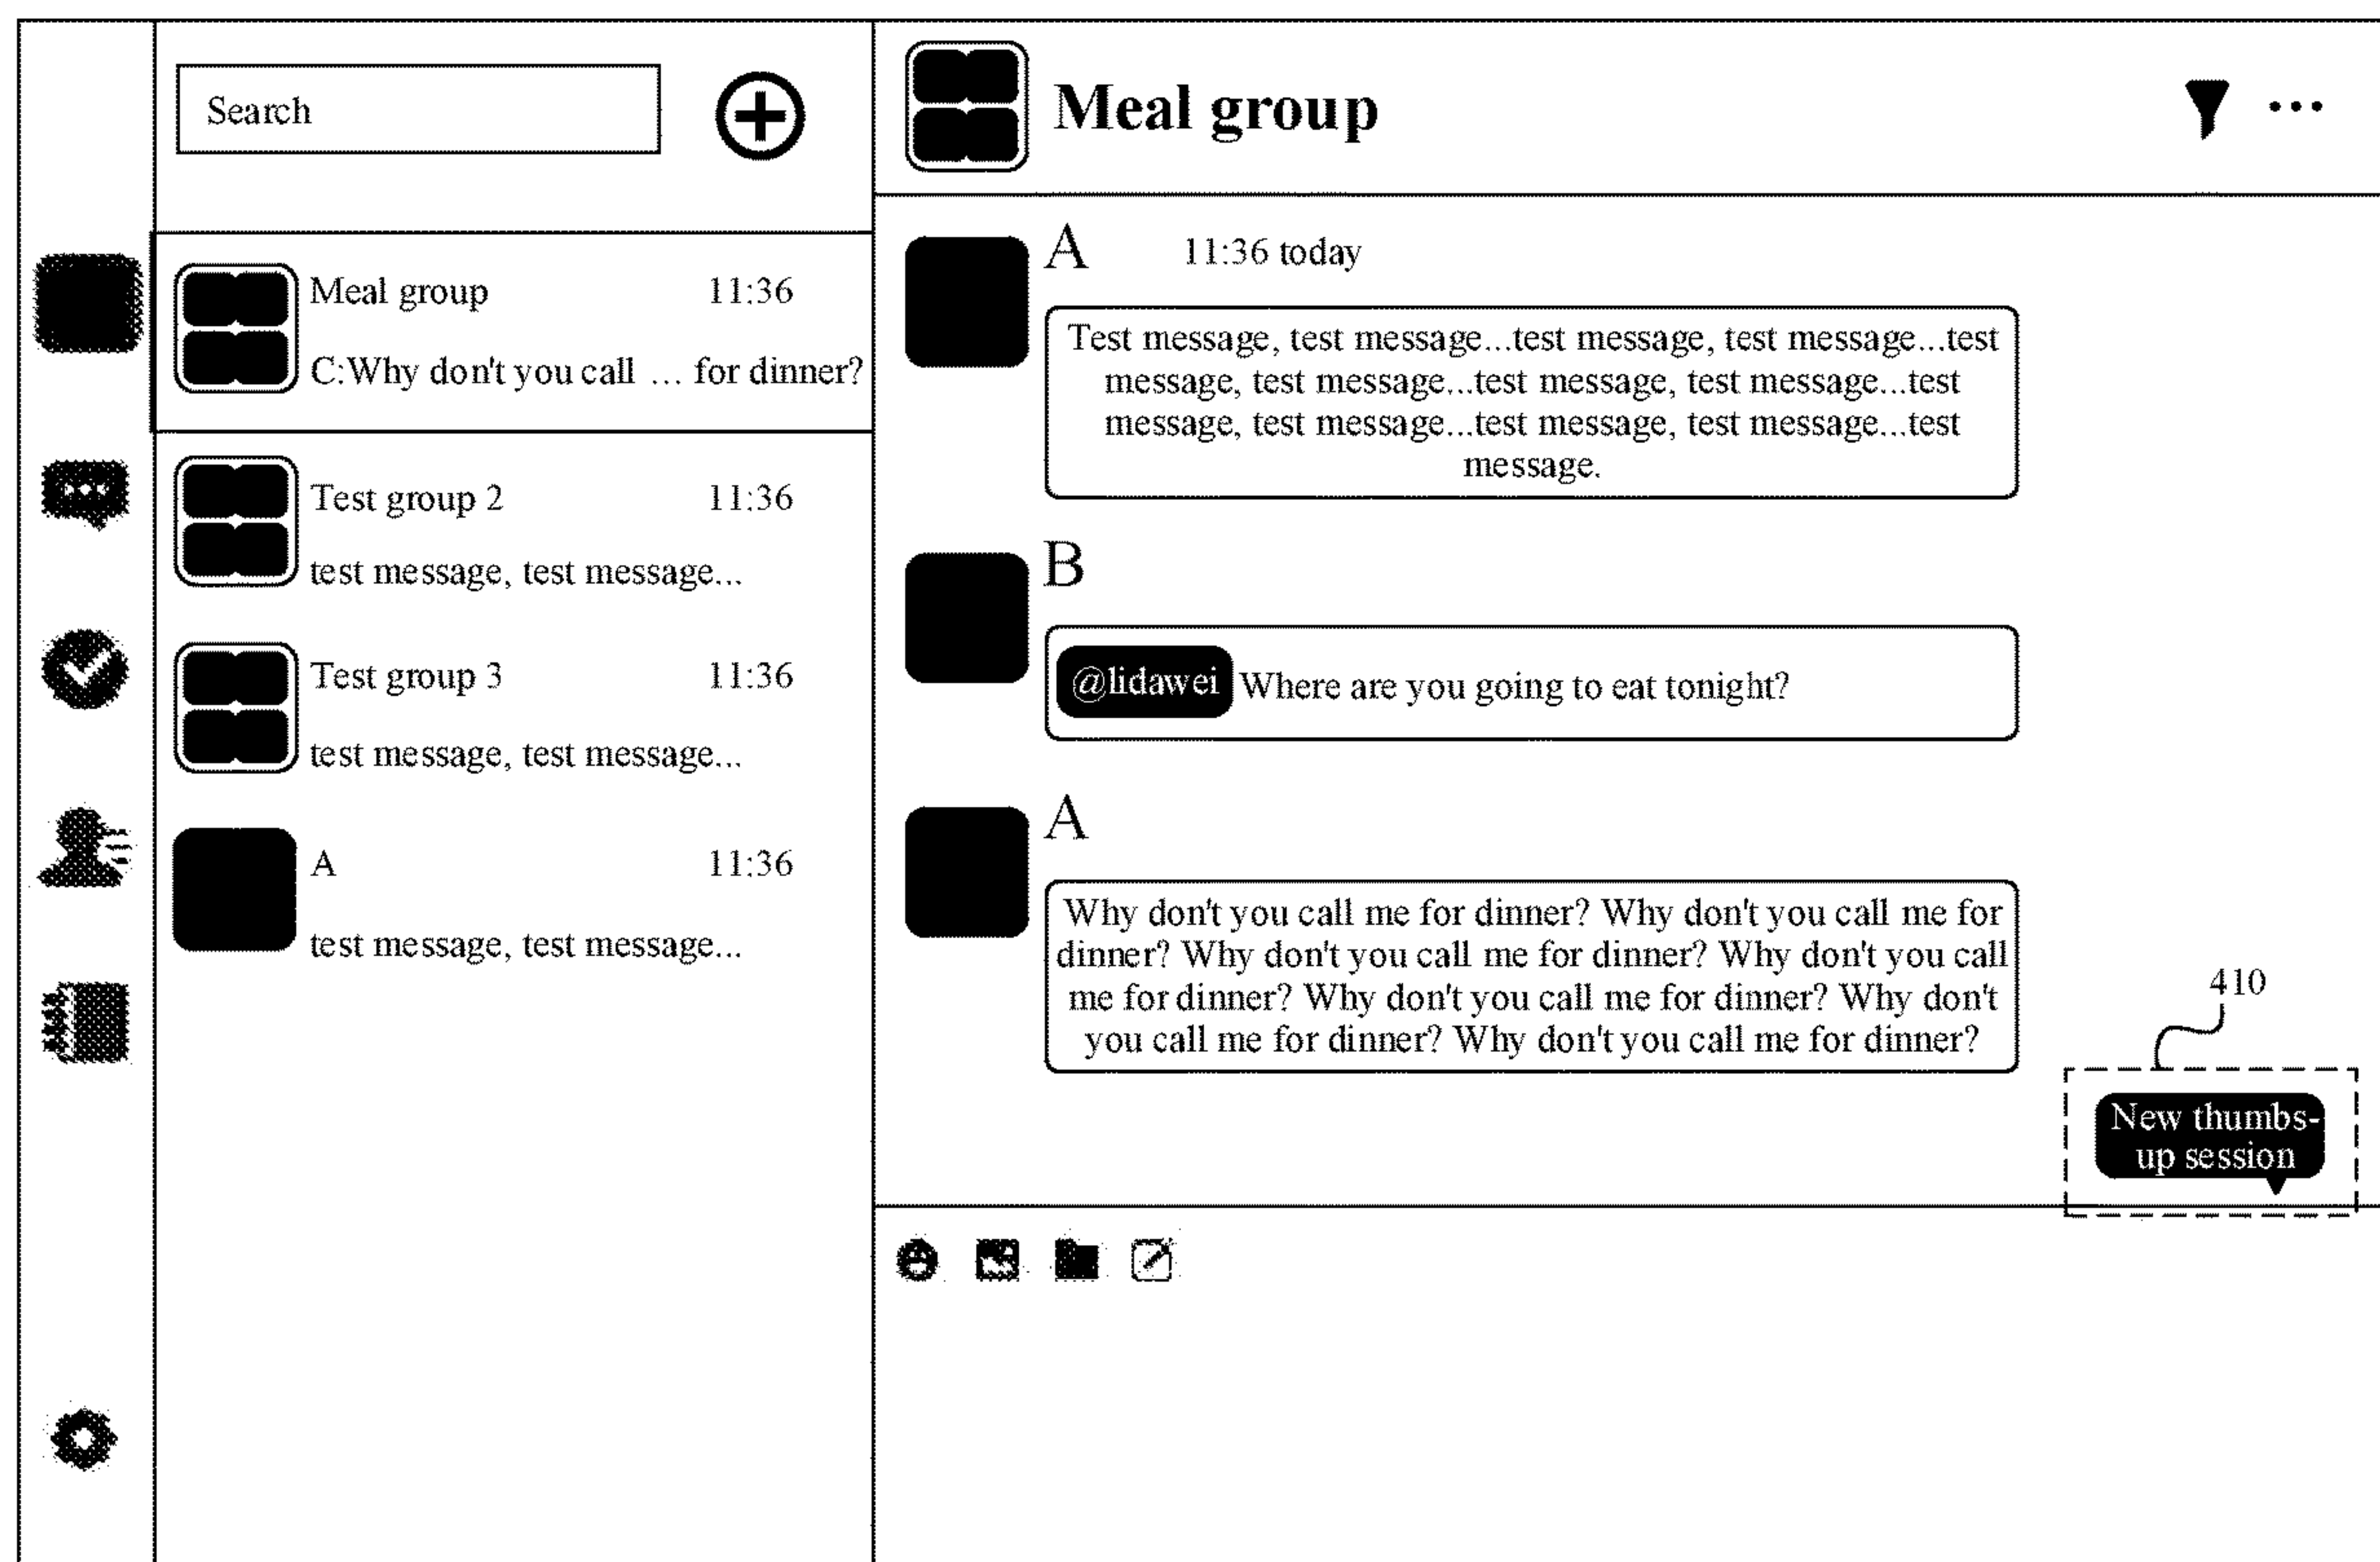 Search
Meal group 11:36
C:Why don't you call ... for dinner?
Test group 2 11:36
test message, test message...
Test group 3 11:36
test message, test message...
A 11:36
test message, test message...
Meal group
...
A 11:36 today
Test message, test message...test message, test message...test
message, test message...test message, test message...test
message, test message...test message, test message...test
message.
B
@lidawei Where are you going to eat tonight?
A
Why don't you call me for dinner? Why don't you call me for
dinner? Why don't you call me for dinner? Why don't you call
me for dinner? Why don't you call me for dinner? Why don't
you call me for dinner? Why don't you call me for dinner?
410
New thumbs-
up session